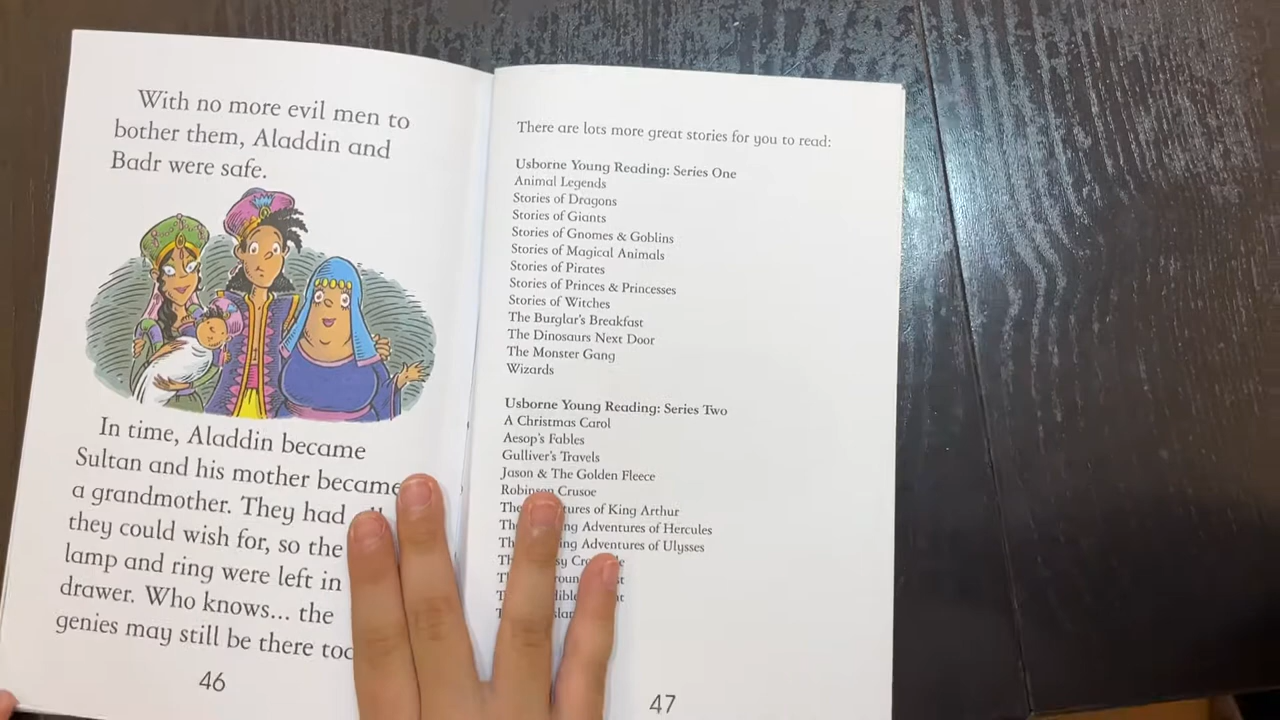 With no more evil men to
bother them, Aladdin and
Badr were safe.
In time, Aladdin became
Sultan and his mother became
a grandmother. They had
they could wish for, so the
lamp and ring were left in
drawer. Who knows... the
genies may still be there
46
There are lots more great stories for you to read:
Usborne Young Reading: Series One
Animal Legends
Stories of Dragons
Stories of Giants
Stories of Gnomes & Goblins
Stories of Magical Animals
Stories of Pirates
Stories of Princes & Princesses
Stories of Witches
The Burglar's Breakfast
The Dinosaurs Next Door
The Monster Gang
Wizards
Usborne Young Reading: Series Two
A Christmas Carol
Aesop's Fables
Gulliver's Travels
Jason & The Golden Fleece
Robinson Crusoe
of King Arthur
Adventures of Hercules
Adventures of Ulysses
47